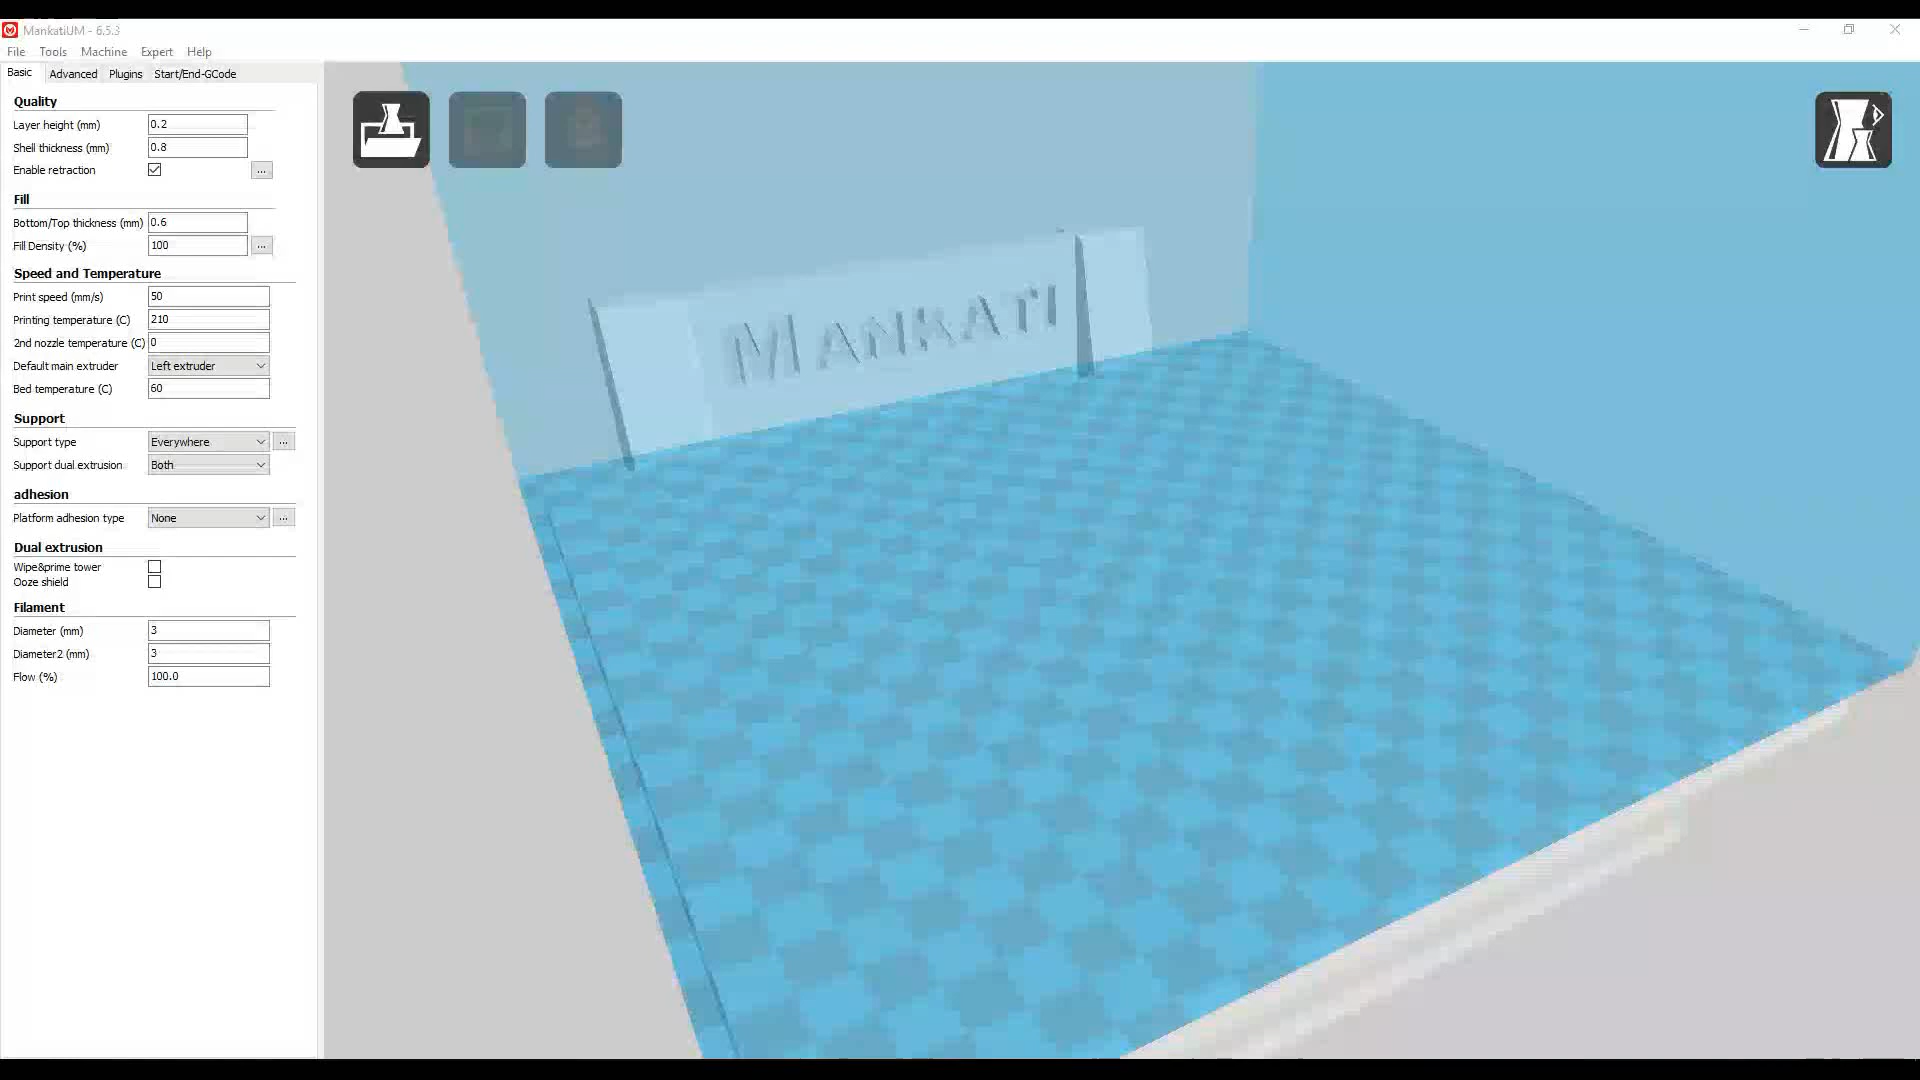 MankatiUM - 6.5.3
File Tools Machine Expert Help
Basic Advanced Plugins Start/End-GCode
Quality
Layer height (mm) 0.2
Shell thickness (mm) 0.8
Enable retraction ...
Fill
Bottom/Top thickness (mm) 0.6
Fill Density (%) 100 ...
Speed and Temperature
Print speed (mm/s) 50
Printing temperature (C) 210
2nd nozzle temperature (C) 0
Default main extruder Left extruder
Bed temperature (C) 60
Support
Support type Everywhere ...
Support dual extrusion Both
adhesion
Platform adhesion type None ...
Dual extrusion
Wipe&prime tower
Ooze shield
Filament
Diameter (mm) 3
Diameter2 (mm) 3
Flow (%) 100.0
MANKATI